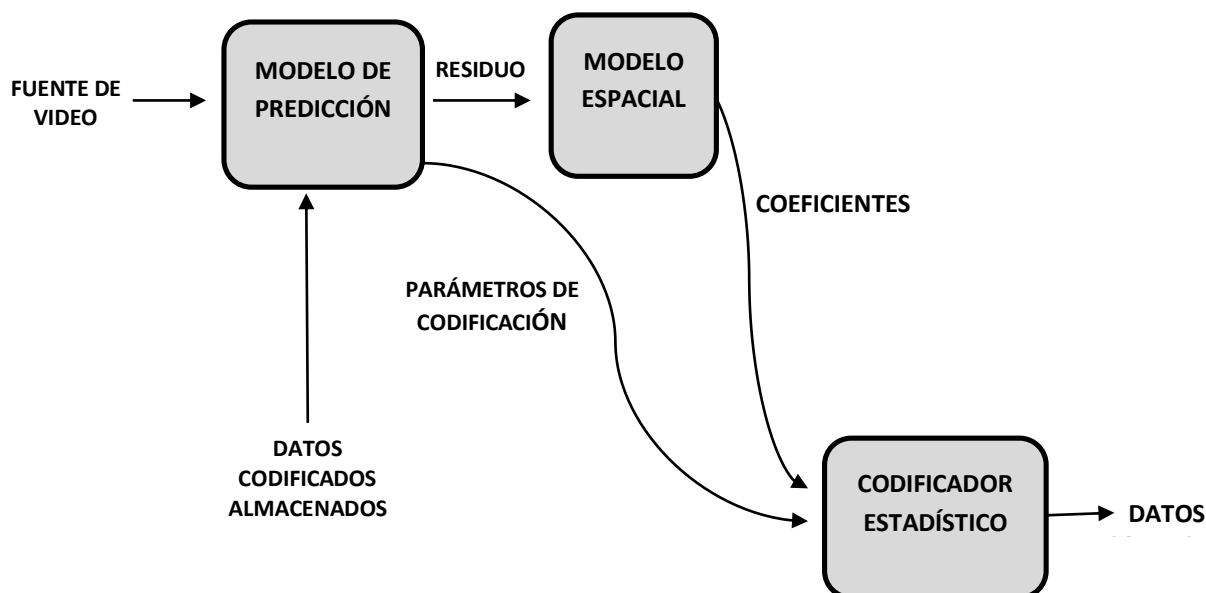 FUENTE DE
VIDEO
MODELO DE
PREDICCIÓN
RESIDUO
MODELO
ESPACIAL
COEFICIENTES
PARÁMETROS DE
CODIFICACIÓN
DATOS
CODIFICADOS
ALMACENADOS
CODIFICADOR
ESTADÍSTICO
DATOS